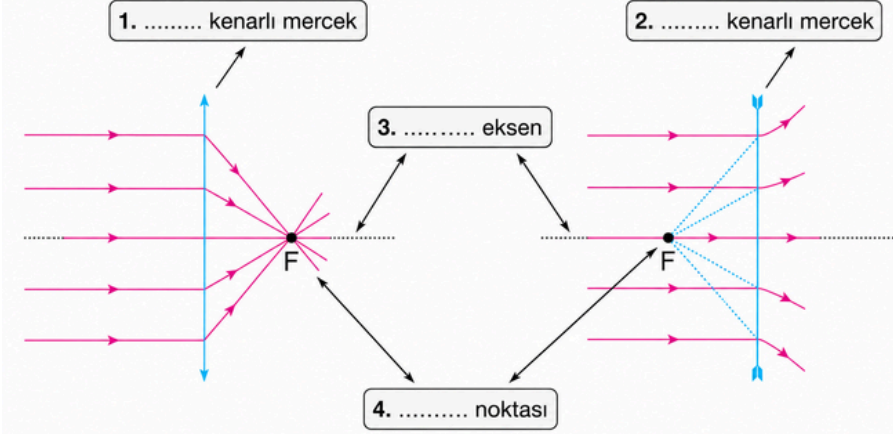 1. ......... kenarlı mercek
2. ......... kenarlı mercek
3. .......... eksen
F
F
4. .......... noktası